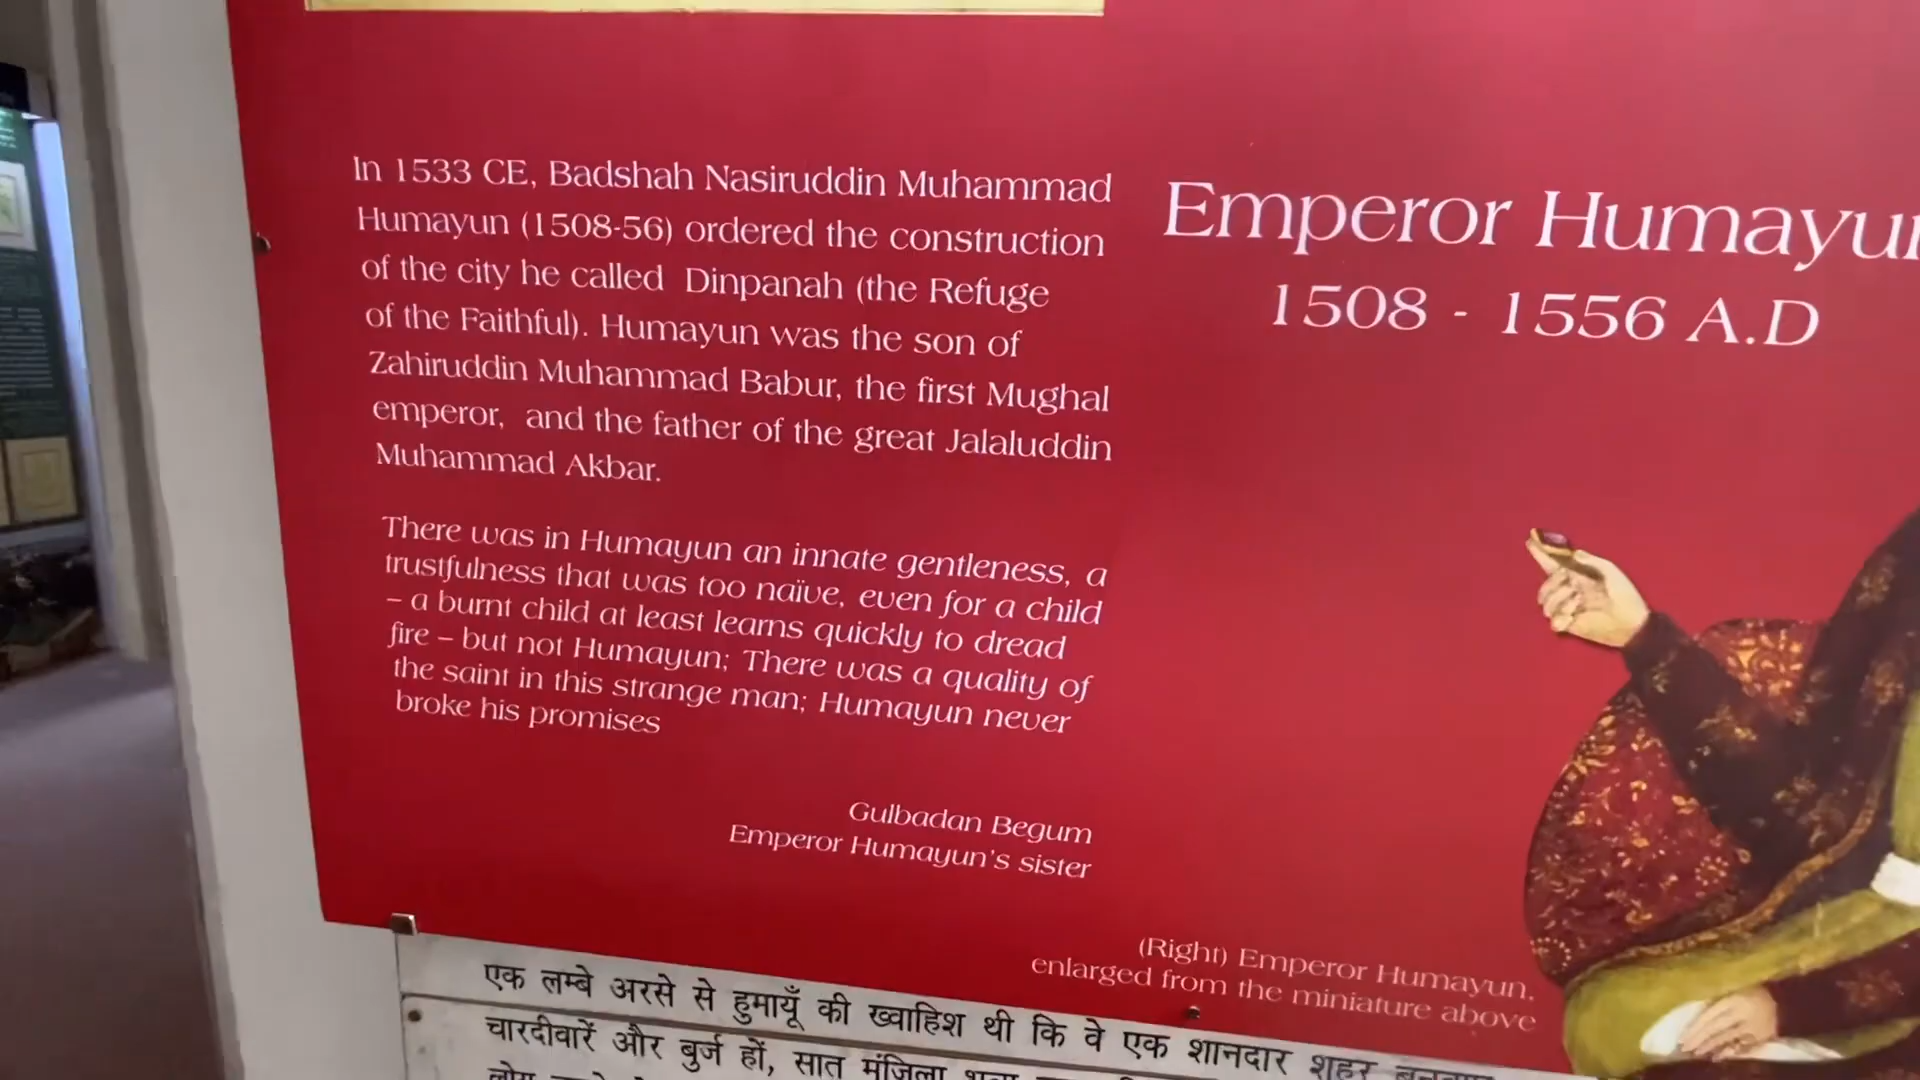 In 1533 CE, Badshah Nasiruddin Muhammad
Humayun (1508-56) ordered the construction
of the city he called Dinpanah (the Refuge
of the Faithful). Humayun was the son of
Zahiruddin Muhammad Babur, the first Mughal
emperor, and the father of the great Jalaluddin
Muhammad Akbar.
There was in Humayun an innate gentleness, a
trustfulness that was too naïve, even for a child
– a burnt child at least learns quickly to dread
fire – but not Humayun; There was a quality of
the saint in this strange man; Humayun never
broke his promises
Gulbadan Begum
Emperor Humayun's sister
Emperor Humayun
1508 - 1556 A.D
(Right) Emperor Humayun.
enlarged from the miniature above
एक लम्बे अरसे से हुमायूँ की ख्वाहिश थी कि वे एक शानदार शहर
चारदीवारें और बुर्ज हों, सात मंज़िला